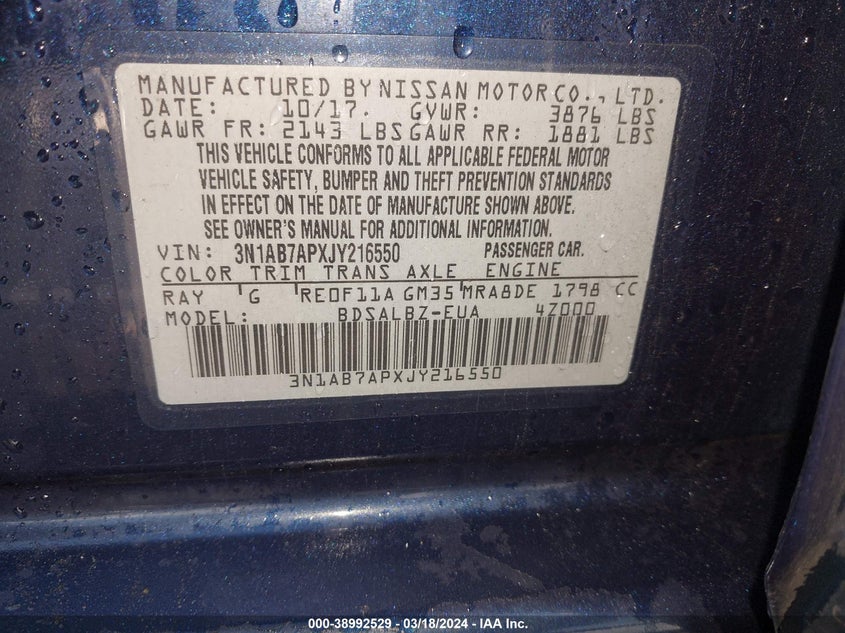 MANUFACTURED BY NISSAN MOTOR CO., LTD.
DATE: 10/17. GVWR: 3876 LBS
GAWR FR: 2143 LBS GAWR RR: 1881 LBS
THIS VEHICLE CONFORMS TO ALL APPLICABLE FEDERAL MOTOR
VEHICLE SAFETY, BUMPER AND THEFT PREVENTION STANDARDS
IN EFFECT ON THE DATE OF MANUFACTURE SHOWN ABOVE.
SEE OWNER'S MANUAL FOR ADDITIONAL INFORMATION.
VIN: 3N1AB7APXJY216550 PASSENGER CAR.
COLOR TRIM TRANS AXLE ENGINE
RAY G RE0F11A GM35 MRA8DE 1798 CC
MODEL: BDSALBZ-EUA 4Z000
3N1AB7APXJY216550
000-38992529 - 03/18/2024 - IAA Inc.